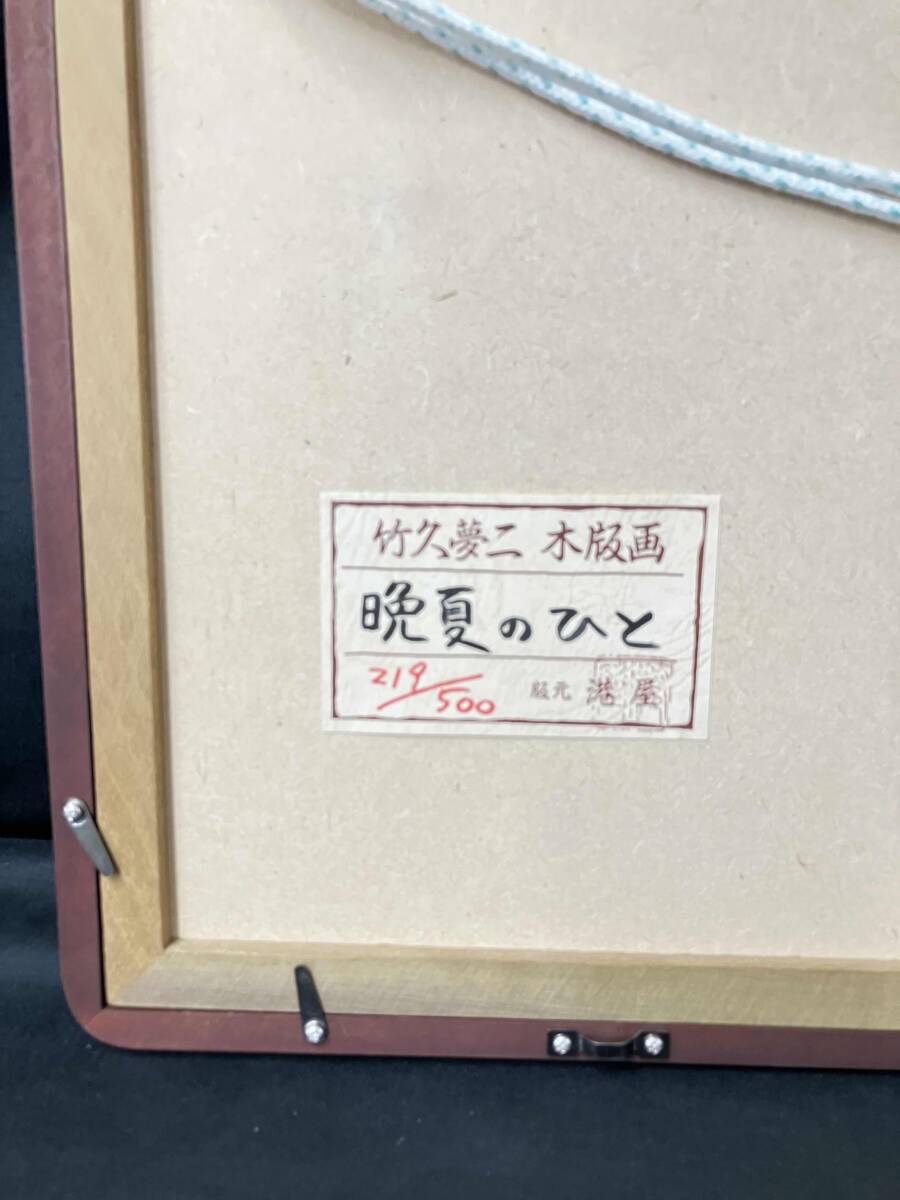 竹久夢二 木版画
晩夏のひと
219/500 版元 港屋